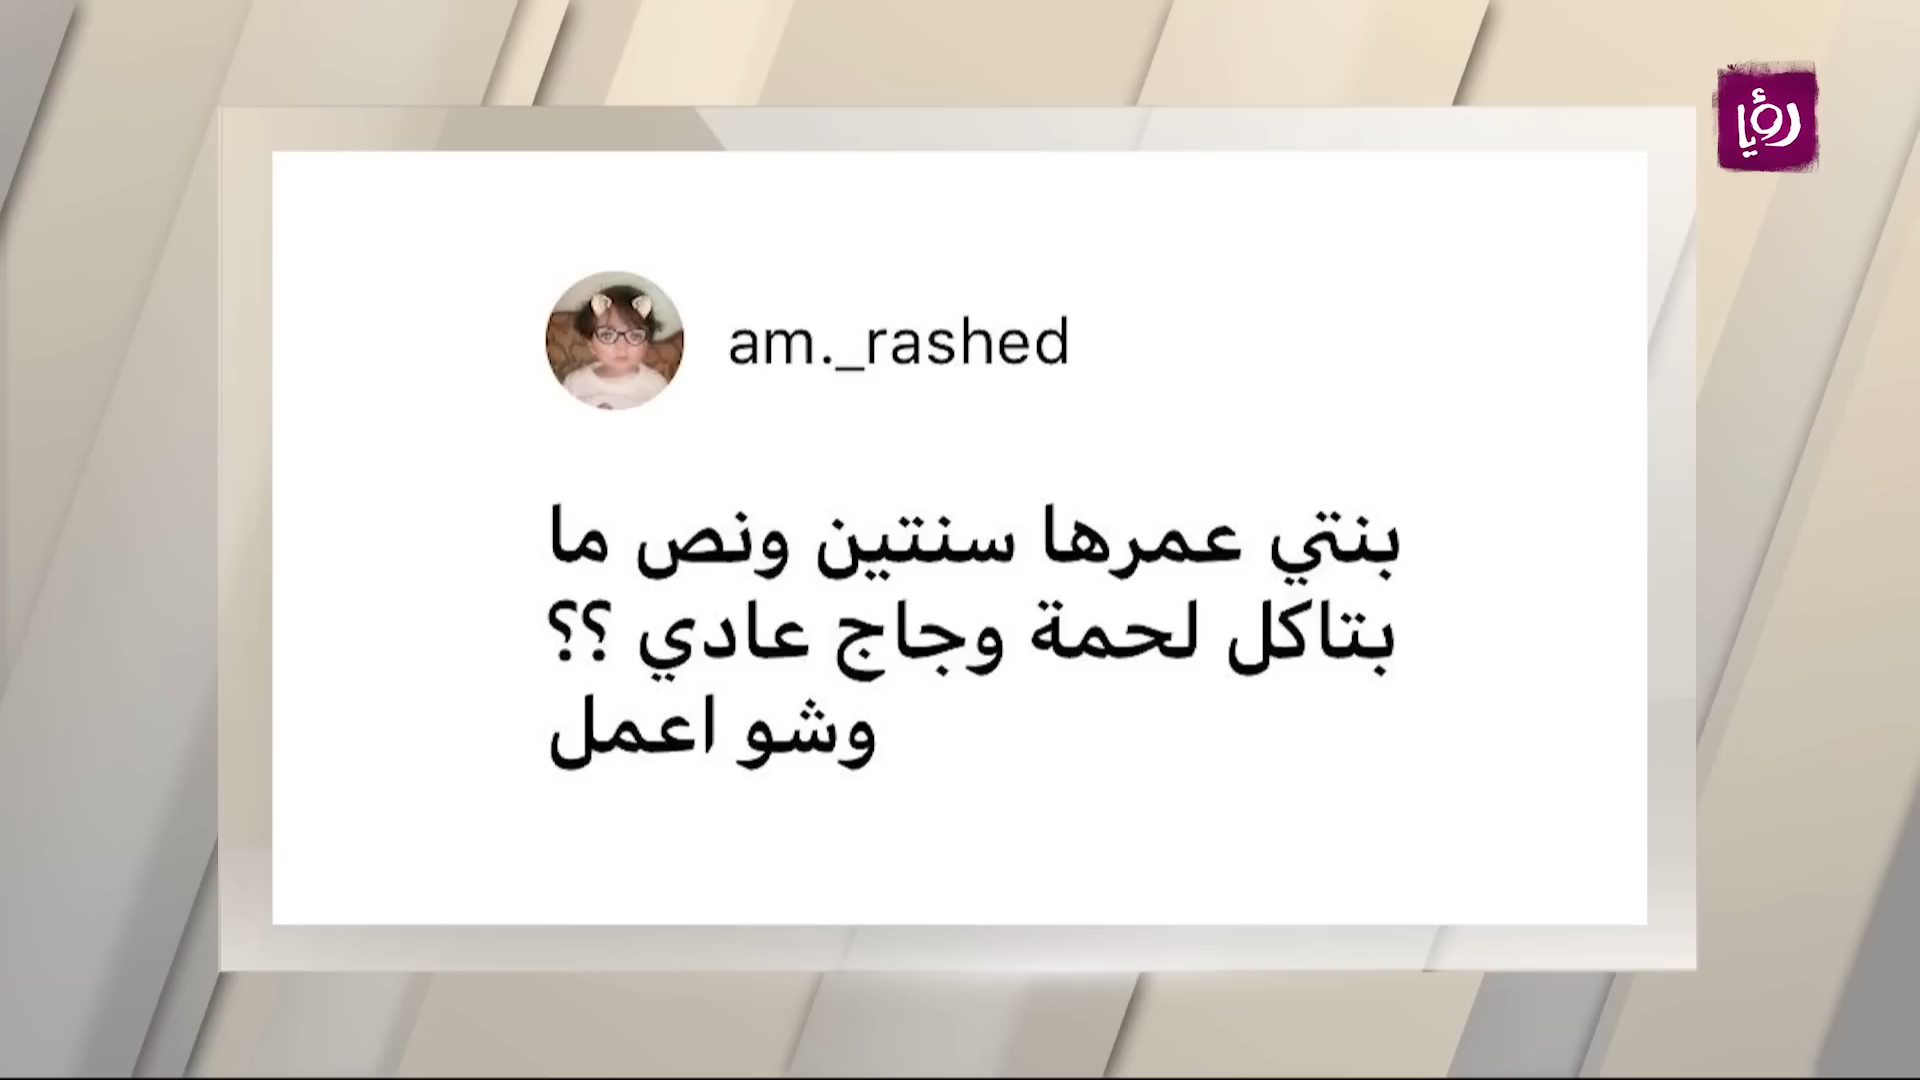 رؤيا
am._rashed
بنتي عمرها سنتين ونص ما
بتاكل لحمة وجاج عادي ؟؟
وشو اعمل